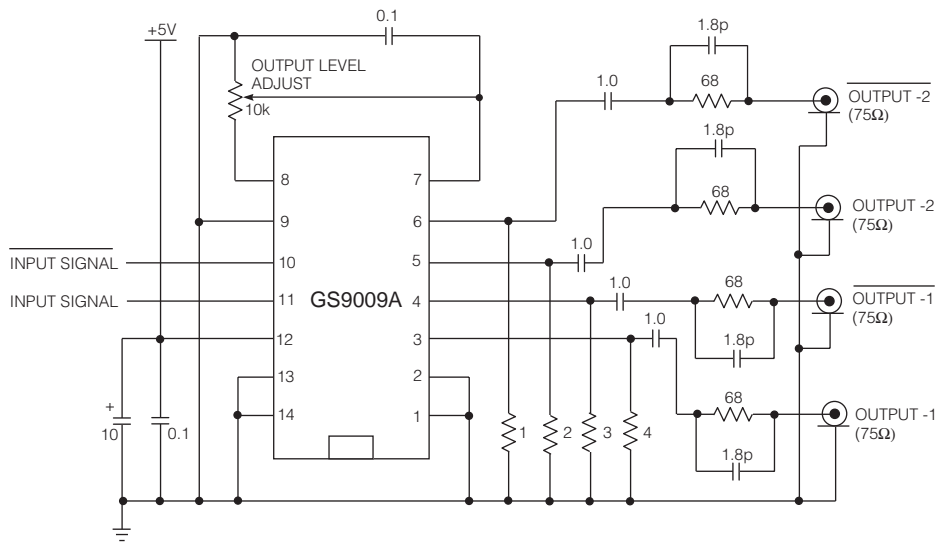 0.1
+5V
OUTPUT LEVEL
ADJUST
10k
1.8p
68
1.0
OUTPUT -2
(75Ω)
1.8p
68
1.0
OUTPUT -2
(75Ω)
8
7
9
6
INPUT SIGNAL
10
5
INPUT SIGNAL
11
GS9009A
4
1.0
68
1.8p
OUTPUT -1
(75Ω)
12
3
1.0
13
2
14
1
+
10
0.1
1
2
3
4
68
1.8p
OUTPUT -1
(75Ω)